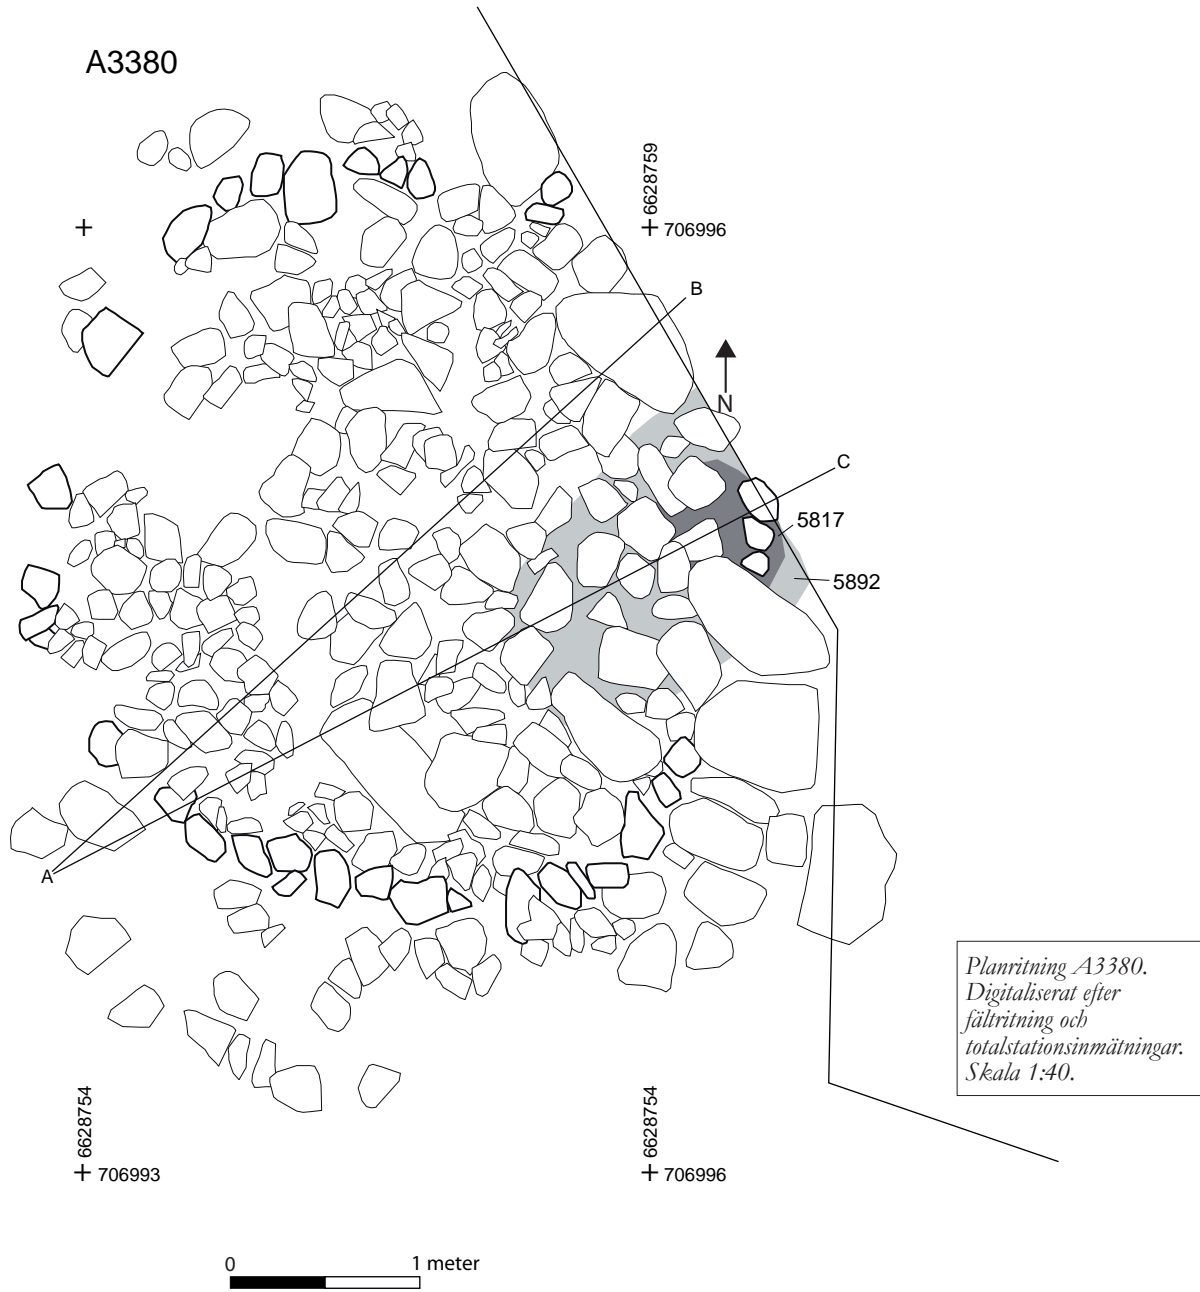 A3380
6628759
706996
B
N
C
5817
5892
A
Planritning A3380.
Digitaliserat efter
fältritning och
totalstationsinmätningar.
Skala 1:40.
6628754
706993
6628754
706996
0 1 meter